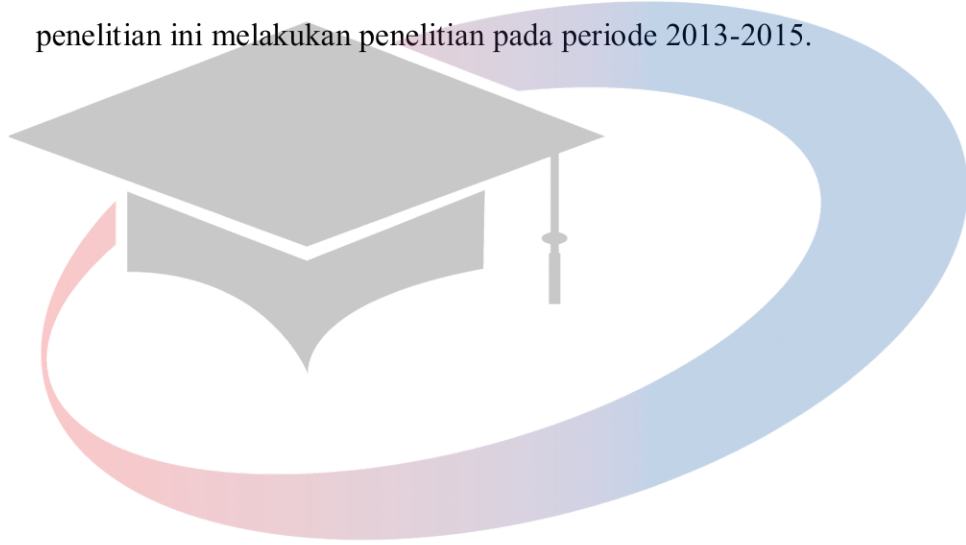 penelitian ini melakukan penelitian pada periode 2013-2015.